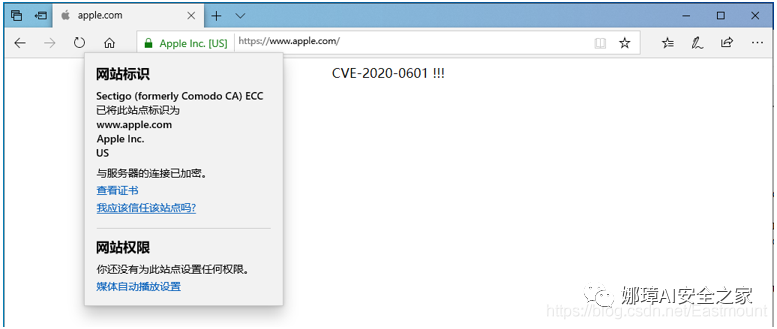 apple.com
Apple Inc. [US]
https://www.apple.com/
CVE-2020-0601 !!!
网站标识
Sectigo (formerly Comodo CA) ECC
已将此站点标识为
www.apple.com
Apple Inc.
US
与服务器的连接已加密。
查看证书
我应该信任该站点吗?
网站权限
你还没有为此站点设置任何权限。
媒体自动播放设置
娜璋AI安全之家
https://blog.csdn.net/Eastmount